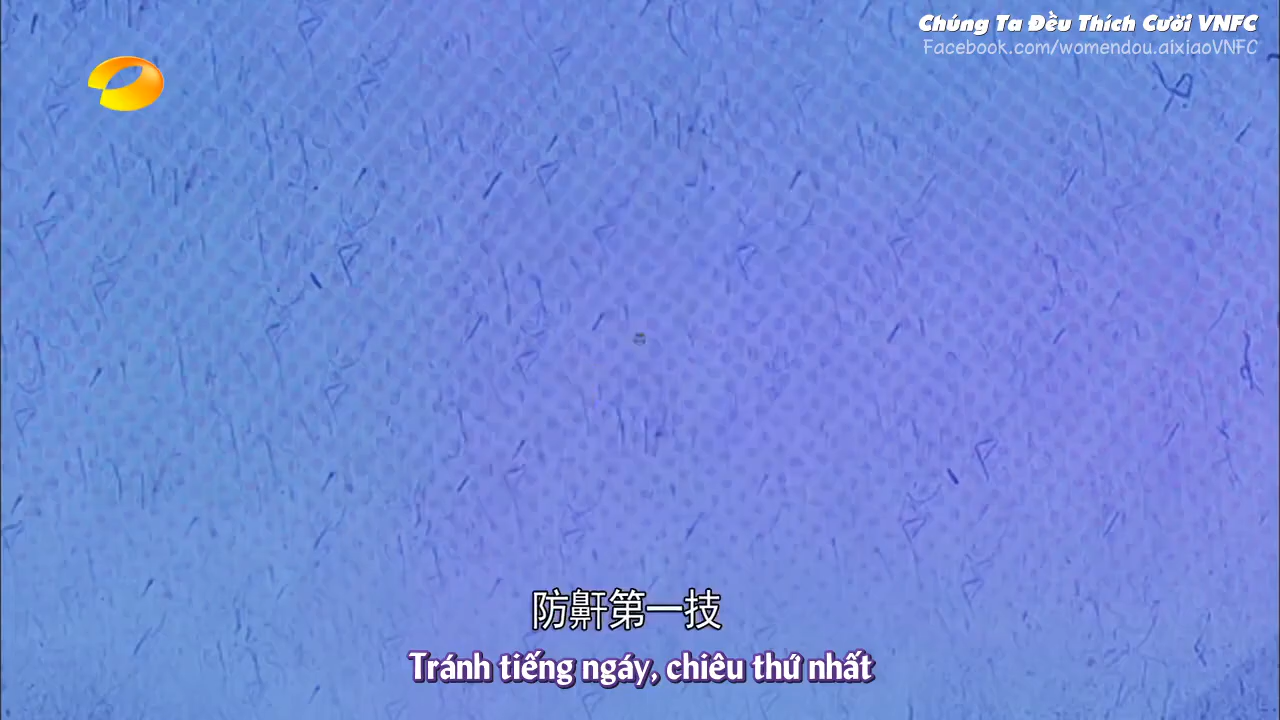 Chúng Ta Đều Thích Cười VNFC
Facebook.com/womendou.aixiaoVNFC
防鼾第一技
Tránh tiếng ngáy, chiêu thứ nhất